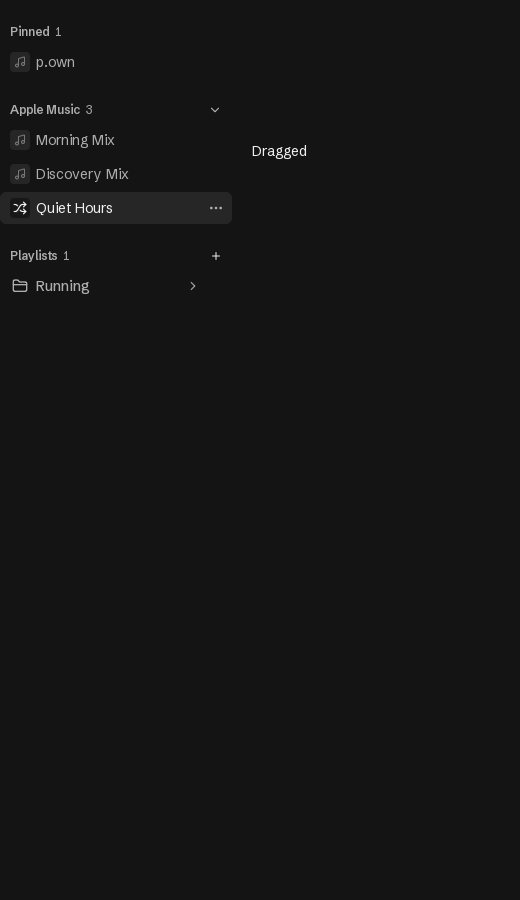 Pinned 1
p.own
Apple Music 3
Morning Mix
Dragged
Discovery Mix
Quiet Hours
Playlists 1
Running